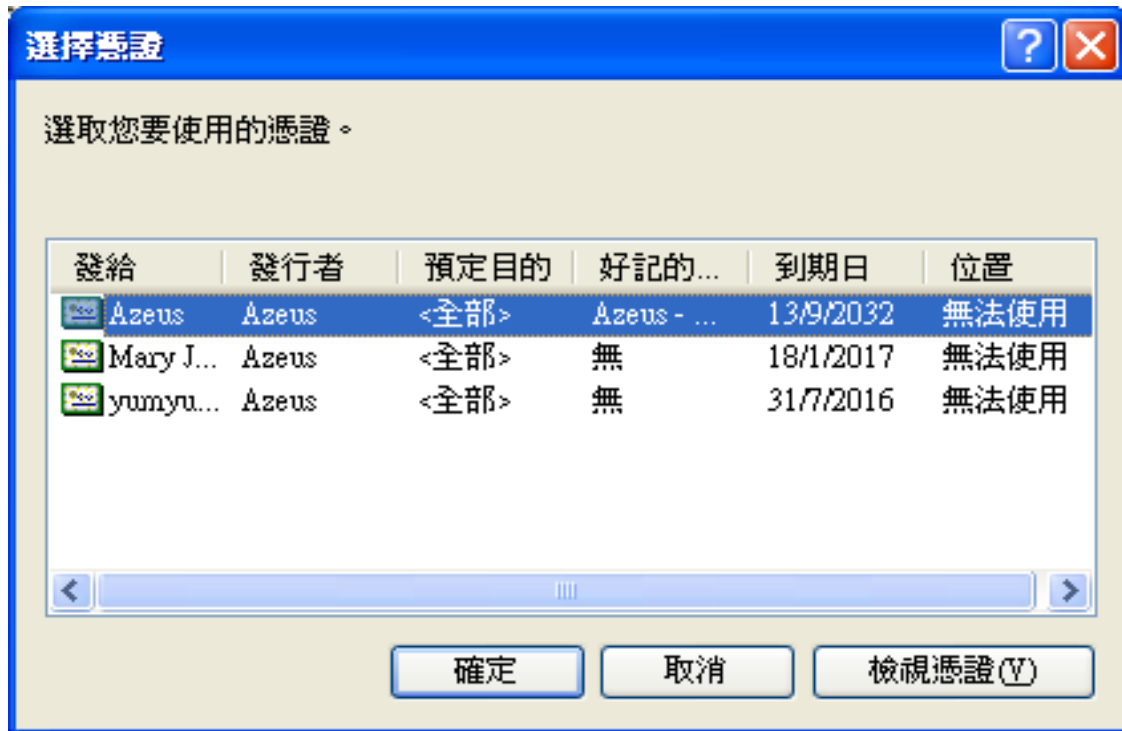 選擇憑證
選取您要使用的憑證。
發給 發行者 預定目的 好記的... 到期日 位置
Azeus Azeus <全部> Azeus - ... 13/9/2032 無法使用
Mary J... Azeus <全部> 無 18/1/2017 無法使用
yumyu... Azeus <全部> 無 31/7/2016 無法使用
確定 取消 檢視憑證(V)